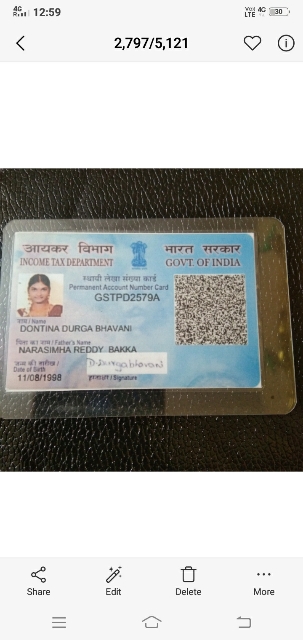 4G 12:59 VoLTE 4G 30
2,797/5,121
आयकर विभाग भारत सरकार
INCOME TAX DEPARTMENT GOVT. OF INDIA
स्थायी लेखा संख्या कार्ड
Permanent Account Number Card
GSTPD2579A
नाम / Name
DONTINA DURGA BHAVANI
पिता का नाम / Father's Name
NARASIMHA REDDY BAKKA
जन्म की तारीख /
Date of Birth
11/08/1998
D.Durgabhavani
हस्ताक्षर / Signature
Share Edit Delete More